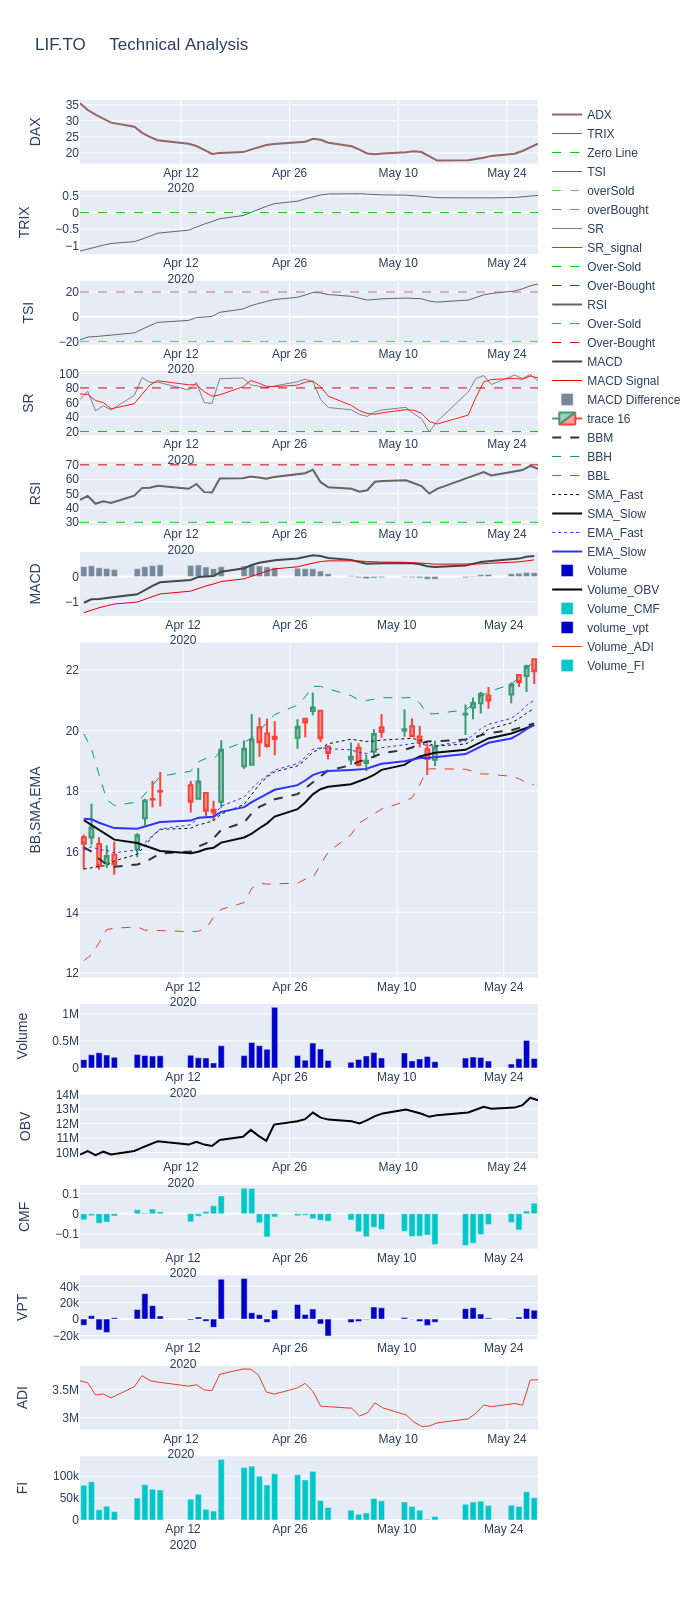 LIF.TO Technical Analysis
DAX
35
30
25
20
Apr 12 Apr 26 May 10 May 24
2020
TRIX
0.5
0
−0.5
−1
Apr 12 Apr 26 May 10 May 24
2020
TSI
20
0
−20
Apr 12 Apr 26 May 10 May 24
2020
SR
100
80
60
40
20
Apr 12 Apr 26 May 10 May 24
2020
RSI
70
60
50
40
30
Apr 12 Apr 26 May 10 May 24
2020
MACD
0
−1
Apr 12 Apr 26 May 10 May 24
2020
BB,SMA,EMA
22
20
18
16
14
12
Apr 12 Apr 26 May 10 May 24
2020
Volume
1M
0.5M
0
Apr 12 Apr 26 May 10 May 24
2020
OBV
14M
13M
12M
11M
10M
Apr 12 Apr 26 May 10 May 24
2020
CMF
0.1
0
−0.1
Apr 12 Apr 26 May 10 May 24
2020
VPT
40k
20k
0
−20k
Apr 12 Apr 26 May 10 May 24
2020
ADI
3.5M
3M
Apr 12 Apr 26 May 10 May 24
2020
FI
100k
50k
0
Apr 12 Apr 26 May 10 May 24
2020
ADX
TRIX
Zero Line
TSI
overSold
overBought
SR
SR_signal
Over-Sold
Over-Bought
RSI
Over-Sold
Over-Bought
MACD
MACD Signal
MACD Difference
trace 16
BBM
BBH
BBL
SMA_Fast
SMA_Slow
EMA_Fast
EMA_Slow
Volume
Volume_OBV
Volume_CMF
volume_vpt
Volume_ADI
Volume_FI